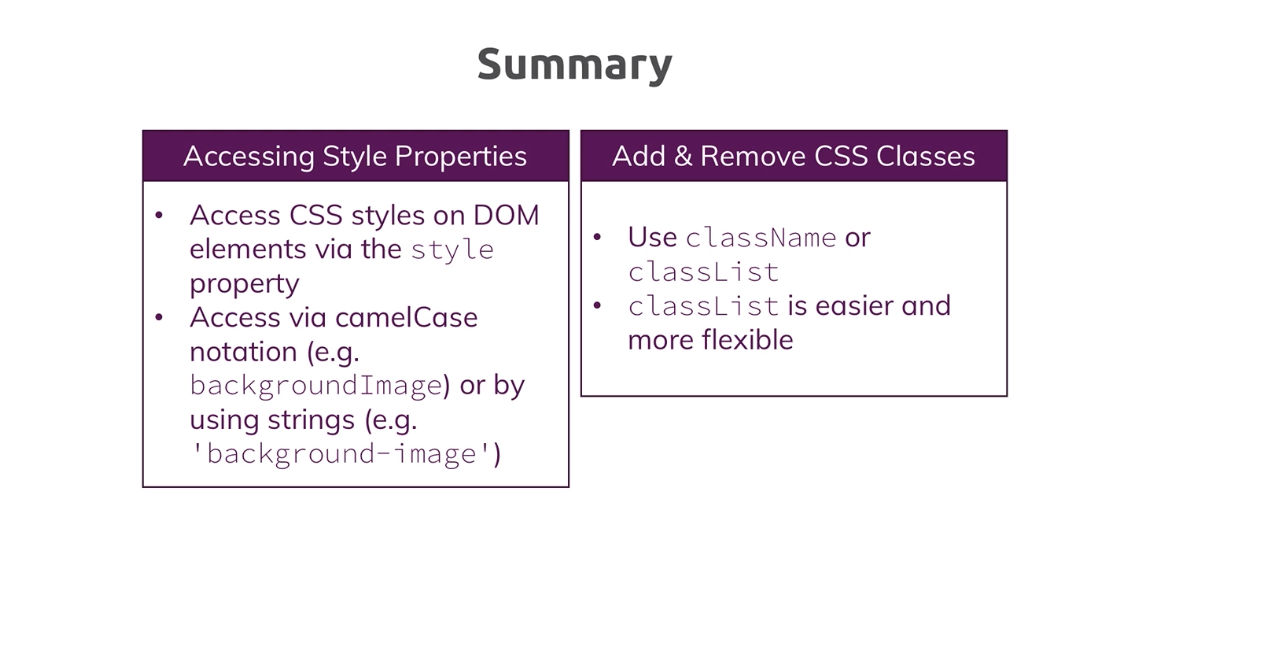 Summary
Accessing Style Properties
• Access CSS styles on DOM
elements via the style
property
• Access via camelCase
notation (e.g.
backgroundImage) or by
using strings (e.g.
'background-image')
Add & Remove CSS Classes
• Use className or
classList
• classList is easier and
more flexible